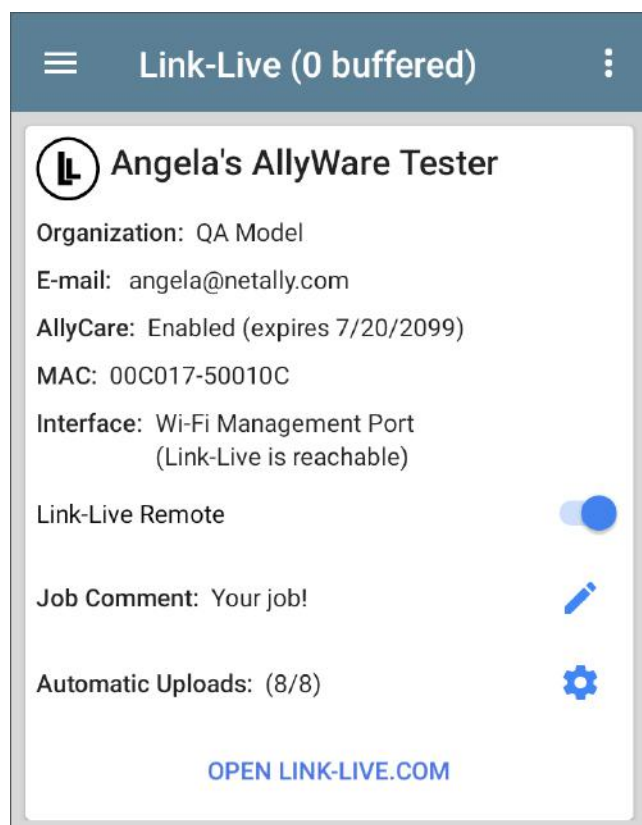 Link-Live (0 buffered)
LL Angela's AllyWare Tester
Organization: QA Model
E-mail: angela@netally.com
AllyCare: Enabled (expires 7/20/2099)
MAC: 00C017-50010C
Interface: Wi-Fi Management Port
(Link-Live is reachable)
Link-Live Remote
Job Comment: Your job!
Automatic Uploads: (8/8)
OPEN LINK-LIVE.COM